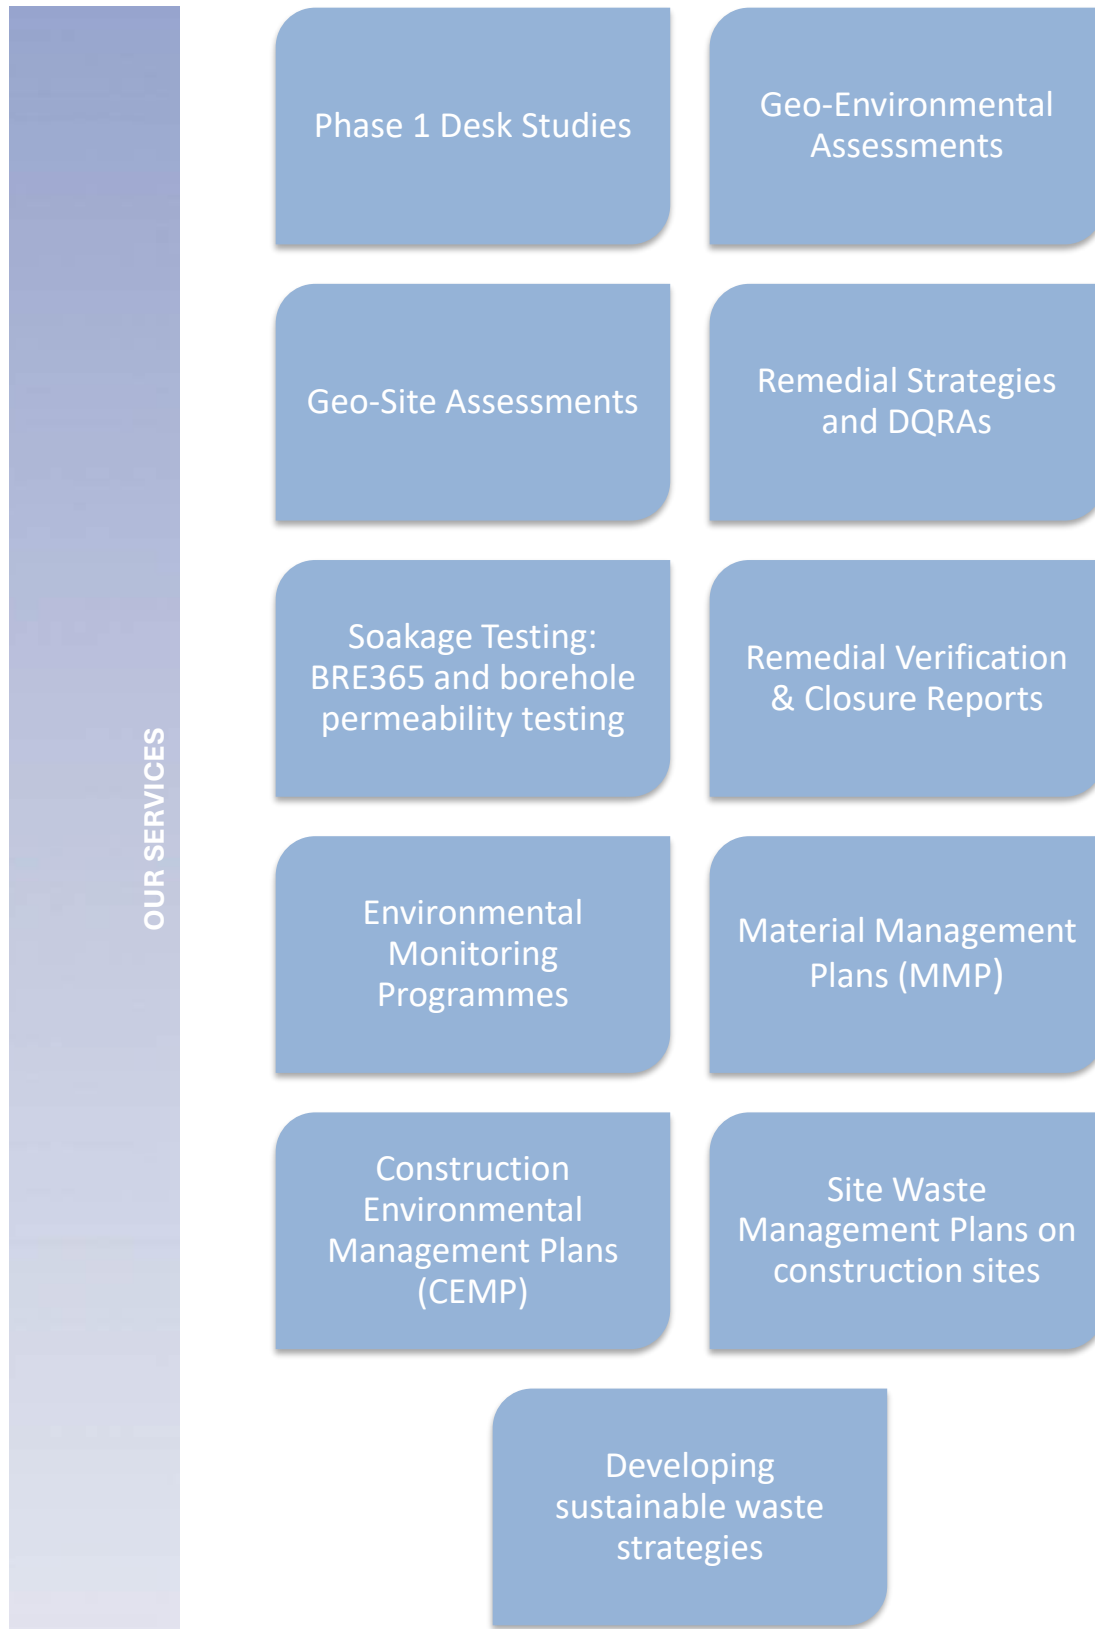 OUR SERVICES
Phase 1 Desk Studies
Geo-Environmental
Assessments
Geo-Site Assessments
Remedial Strategies
and DQRAs
Soakage Testing:
BRE365 and borehole
permeability testing
Remedial Verification
& Closure Reports
Environmental
Monitoring
Programmes
Material Management
Plans (MMP)
Construction
Environmental
Management Plans
(CEMP)
Site Waste
Management Plans on
construction sites
Developing
sustainable waste
strategies